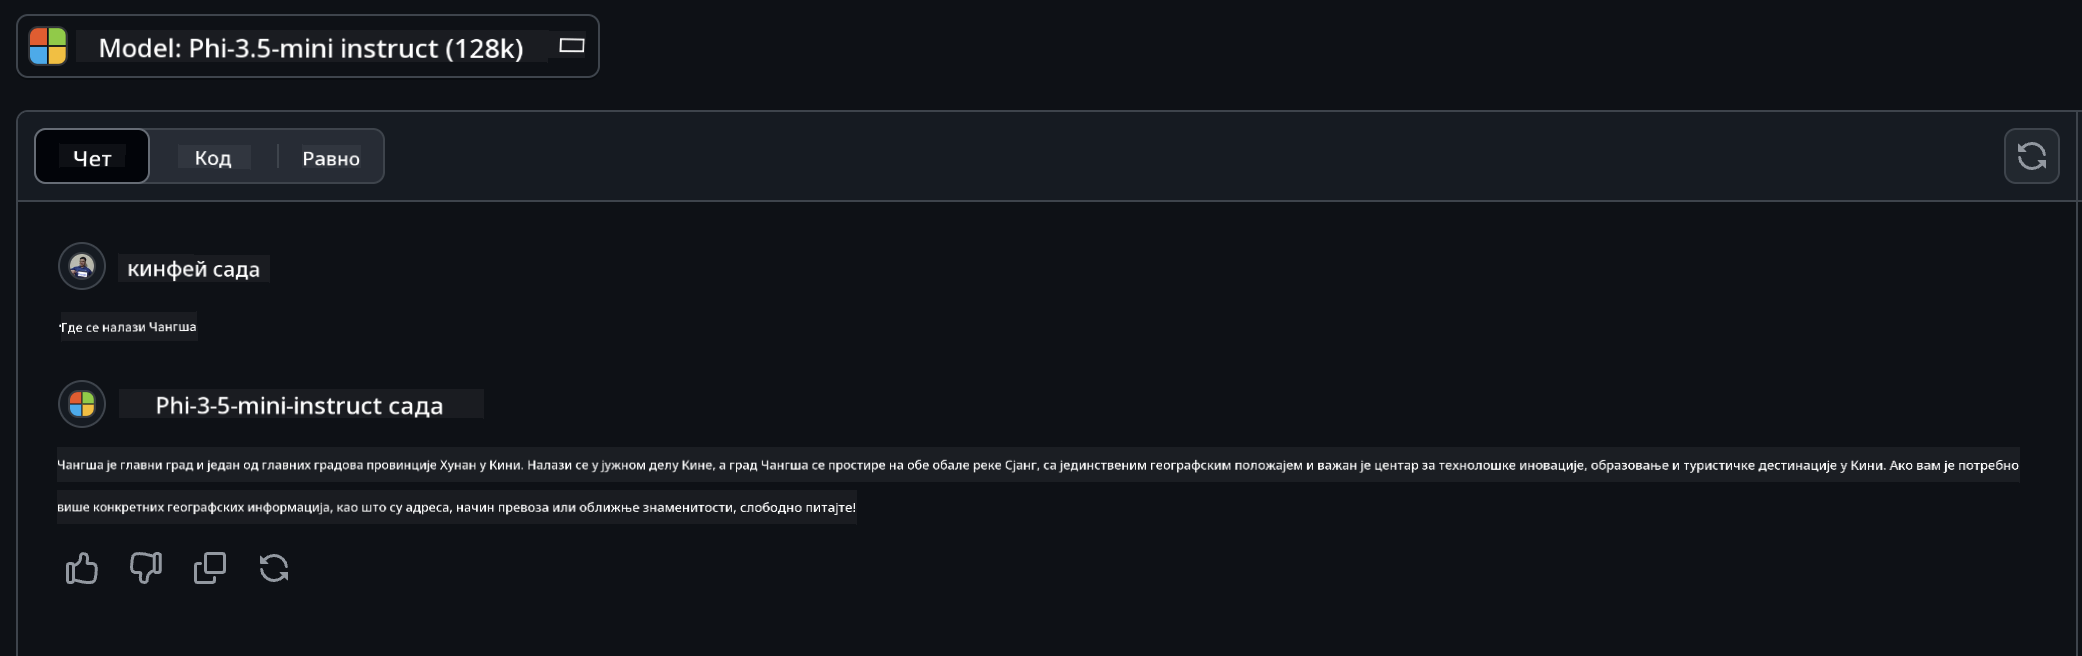 Model: Phi-3.5-mini instruct (128k)
Чет Код Равно
кинфей сада
Где се налази Чангша
Phi-3-5-mini-instruct сада
Чангша је главни град и један од главних градова провинције Хунан у Кини. Налази се у јужном делу Кине, а град Чангша се простире на обе обале реке Сјанг, са јединственим географским положајем и важан је центар за технолошке иновације, образовање и туристичке дестинације у Кини. Ако вам је потребно
више конкретних географских информација, као што су адреса, начин превоза или оближње знаменитости, слободно питајте!